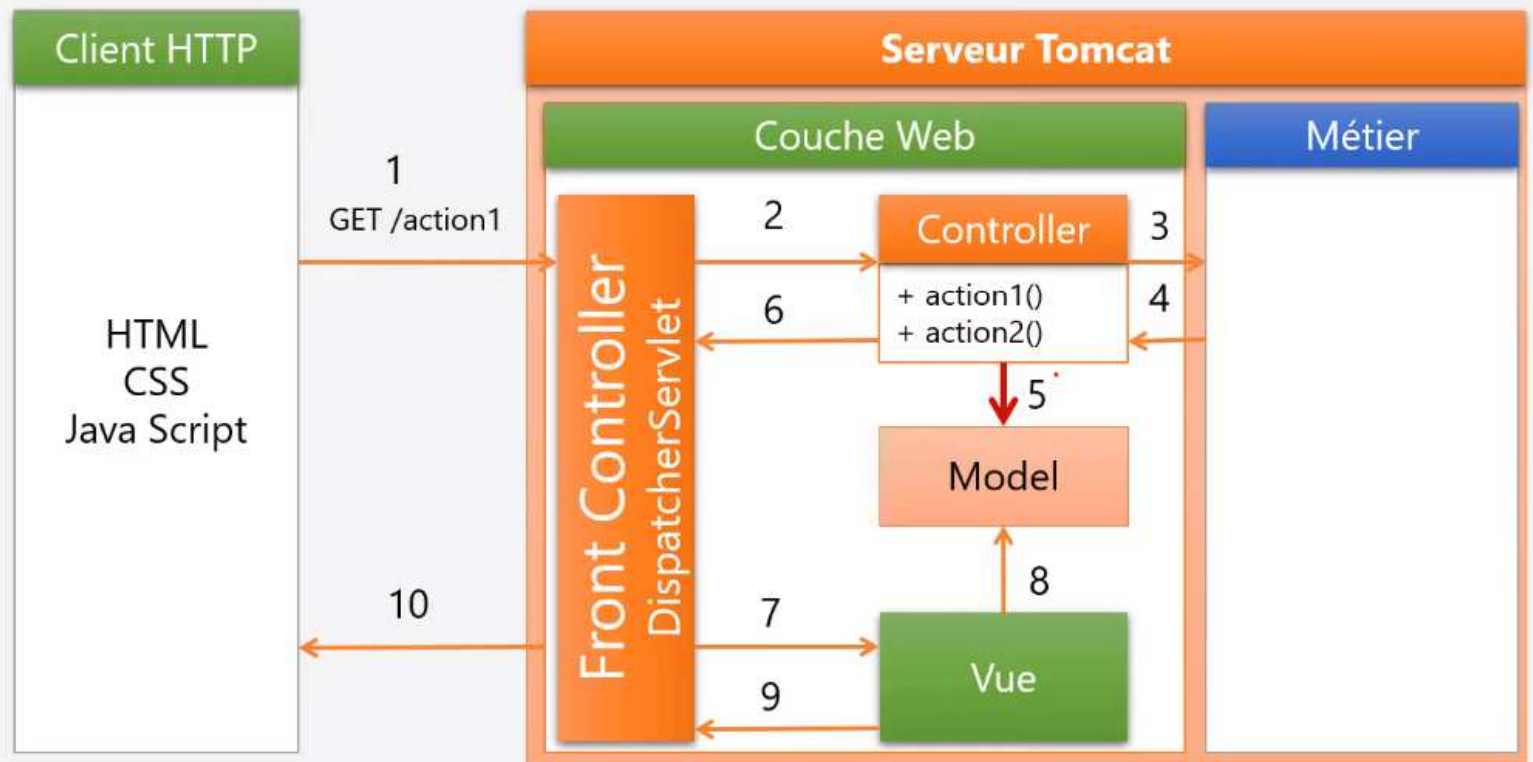 Client HTTP
Serveur Tomcat
Couche Web
Métier
1
GET /action1
2
Controller
3
+ action1()
+ action2()
4
6
5
HTML
CSS
Java Script
Front Controller
DispatcherServlet
Model
8
10
7
Vue
9